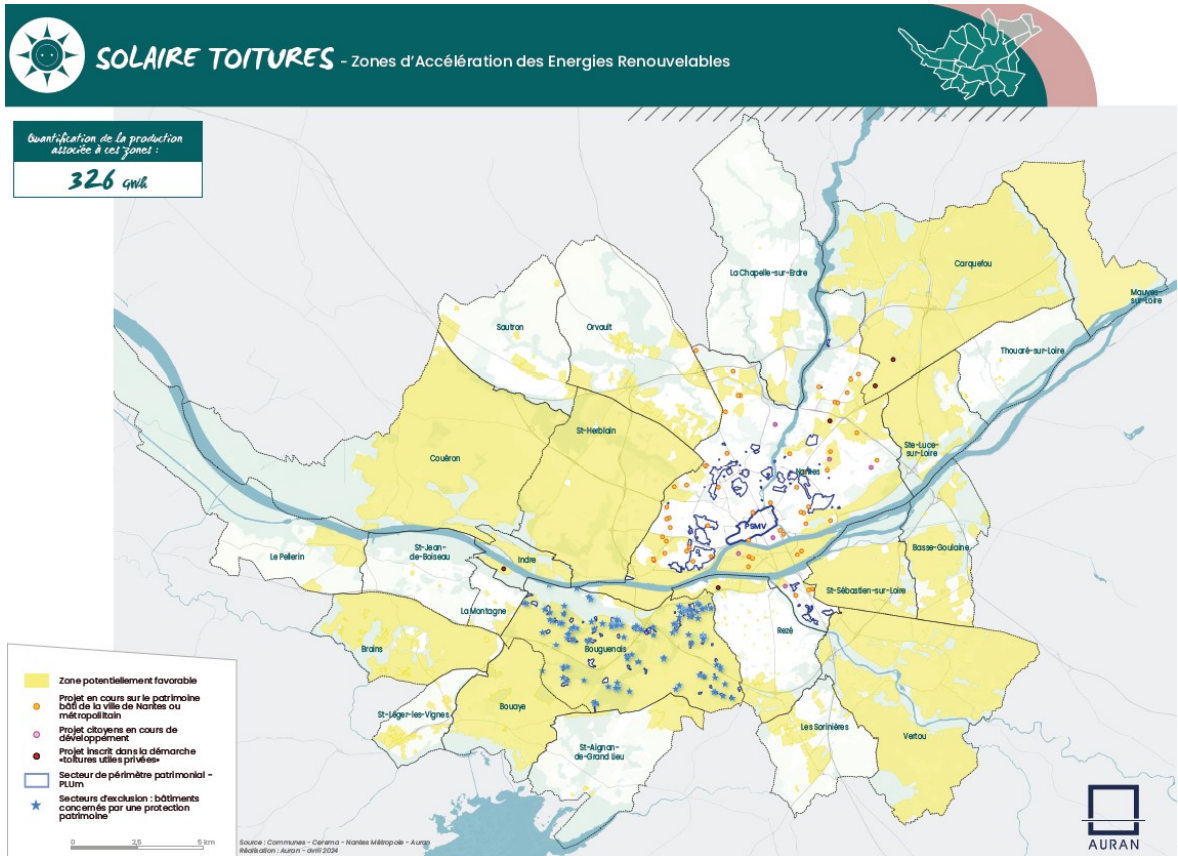 SOLAIRE TOITURES - Zones d'Accélération des Energies Renouvelables
Quantification de la production
associée à ces zones :
326 GWh
La Chapelle-sur-Erdre
Carquefou
Mauves-
sur-Loire
Sautron
Orvault
Thouaré-sur-Loire
St-Herblain
Couëron
Ste-Luce-
sur-Loire
Nantes
PSMV
Le Pellerin
St-Jean-
de-Boiseau
Indre
Basse-Goulaine
St-Sébastien-sur-Loire
La Montagne
Rezé
Brains
Bouguenais
St-Léger-les-Vignes
Bouaye
Les Sorinières
Vertou
St-Aignan-
de-Grand Lieu
Zone potentiellement favorable
Projet en cours sur le patrimoine
bâti de la ville de Nantes ou
métropolitain
Projet citoyens en cours de
développement
Projet inscrit dans la démarche
«toitures utiles privées»
Secteur de périmètre patrimonial -
PLUm
Secteurs d'exclusion : bâtiments
concernés par une protection
patrimoine
0 2,5 5 km
Source : Communes - Cerema - Nantes Métropole - Auran
Réalisation : Auran - avril 2024
AURAN